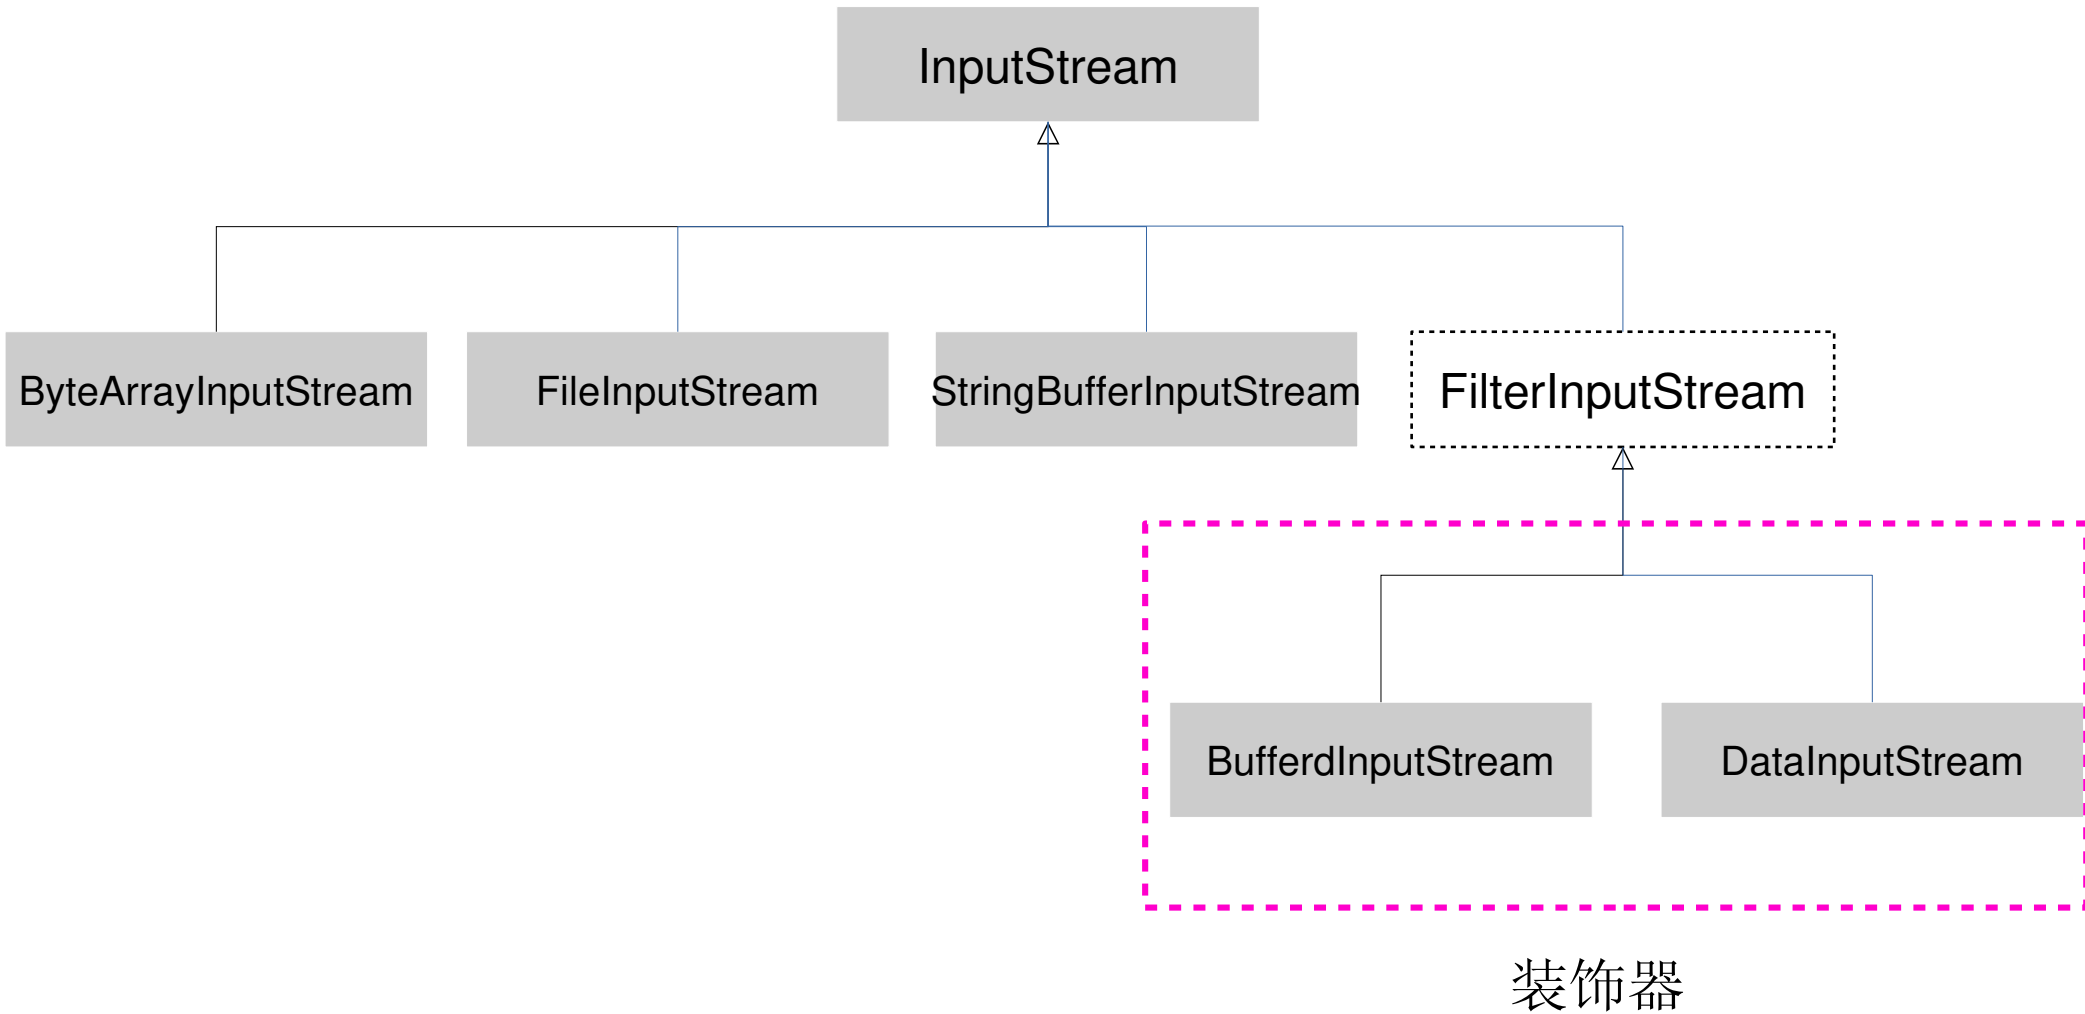 InputStream
ByteArrayInputStream
FileInputStream
StringBufferInputStream
FilterInputStream
BufferdInputStream
DataInputStream
装饰器